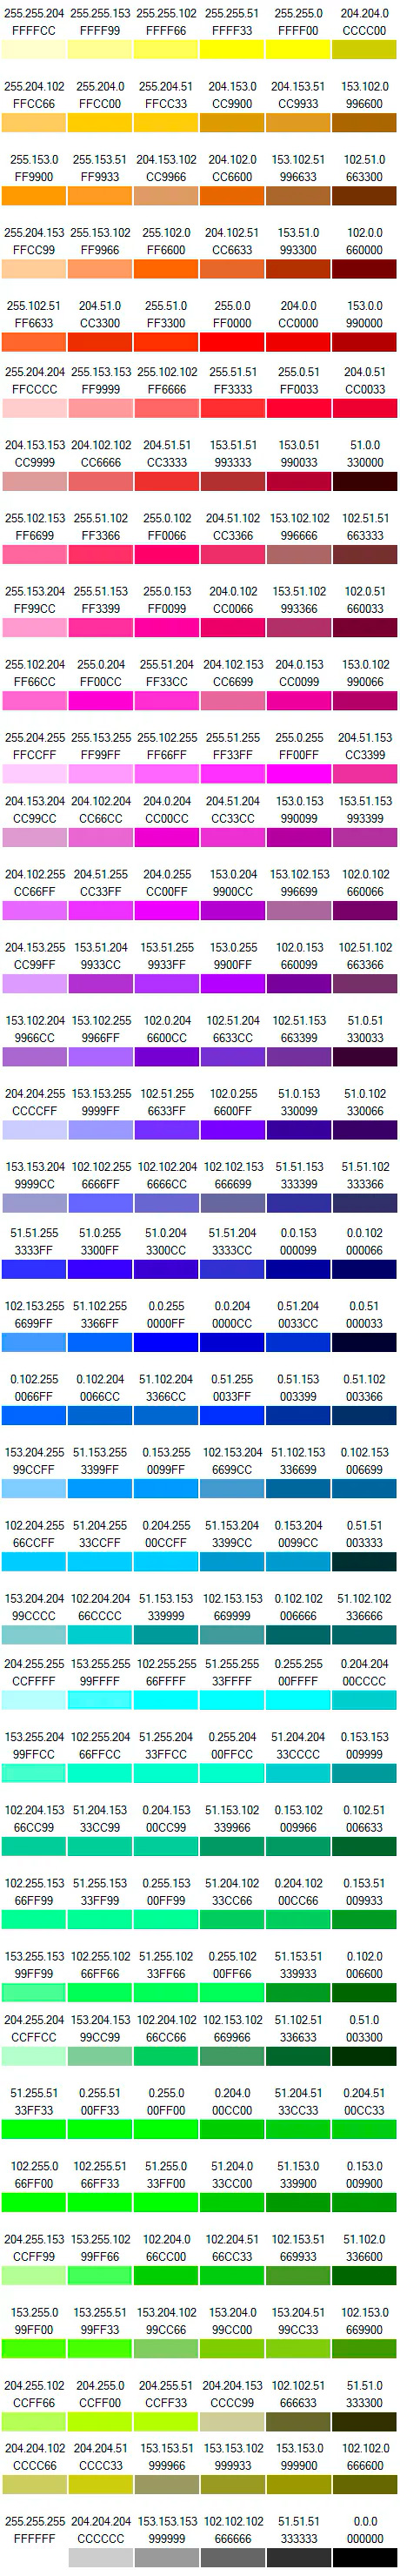 255.255.204 255.255.153 255.255.102 255.255.51 255.255.0 204.204.0
FFFFCC FFFF99 FFFF66 FFFF33 FFFF00 CCCC00
255.204.102 255.204.0 255.204.51 204.153.0 204.153.51 153.102.0
FFCC66 FFCC00 FFCC33 CC9900 CC9933 996600
255.153.0 255.153.51 204.153.102 204.102.0 153.102.51 102.51.0
FF9900 FF9933 CC9966 CC6600 996633 663300
255.204.153 255.153.102 255.102.0 204.102.51 153.51.0 102.0.0
FFCC99 FF9966 FF6600 CC6633 993300 660000
255.102.51 204.51.0 255.51.0 255.0.0 204.0.0 153.0.0
FF6633 CC3300 FF3300 FF0000 CC0000 990000
255.204.204 255.153.153 255.102.102 255.51.51 255.0.51 204.0.51
FFCCCC FF9999 FF6666 FF3333 FF0033 CC0033
204.153.153 204.102.102 204.51.51 153.51.51 153.0.51 51.0.0
CC9999 CC6666 CC3333 993333 990033 330000
255.102.153 255.51.102 255.0.102 204.51.102 153.102.102 102.51.51
FF6699 FF3366 FF0066 CC3366 996666 663333
255.153.204 255.51.153 255.0.153 204.0.102 153.51.102 102.0.51
FF99CC FF3399 FF0099 CC0066 993366 660033
255.102.204 255.0.204 255.51.204 204.102.153 204.0.153 153.0.102
FF66CC FF00CC FF33CC CC6699 CC0099 990066
255.204.255 255.153.255 255.102.255 255.51.255 255.0.255 204.51.153
FFCCFF FF99FF FF66FF FF33FF FF00FF CC3399
204.153.204 204.102.204 204.0.204 204.51.204 153.0.153 153.51.153
CC99CC CC66CC CC00CC CC33CC 990099 993399
204.102.255 204.51.255 204.0.255 153.0.204 153.102.153 102.0.102
CC66FF CC33FF CC00FF 9900CC 996699 660066
204.153.255 153.51.204 153.51.255 153.0.255 102.0.153 102.51.102
CC99FF 9933CC 9933FF 9900FF 660099 663366
153.102.204 153.102.255 102.0.204 102.51.204 102.51.153 51.0.51
9966CC 9966FF 6600CC 6633CC 663399 330033
204.204.255 153.153.255 102.51.255 102.0.255 51.0.153 51.0.102
CCCCFF 9999FF 6633FF 6600FF 330099 330066
153.153.204 102.102.255 102.102.204 102.102.153 51.51.153 51.51.102
9999CC 6666FF 6666CC 666699 333399 333366
51.51.255 51.0.255 51.0.204 51.51.204 0.0.153 0.0.102
3333FF 3300FF 3300CC 3333CC 000099 000066
102.153.255 51.102.255 0.0.255 0.0.204 0.51.204 0.0.51
6699FF 3366FF 0000FF 0000CC 0033CC 000033
0.102.255 0.102.204 51.102.204 0.51.255 0.51.153 0.51.102
0066FF 0066CC 3366CC 0033FF 003399 003366
153.204.255 51.153.255 0.153.255 102.153.204 51.102.153 0.102.153
99CCFF 3399FF 0099FF 6699CC 336699 006699
102.204.255 51.204.255 0.204.255 51.153.204 0.153.204 0.51.51
66CCFF 33CCFF 00CCFF 3399CC 0099CC 003333
153.204.204 102.204.204 51.153.153 102.153.153 0.102.102 51.102.102
99CCCC 66CCCC 339999 669999 006666 336666
204.255.255 153.255.255 102.255.255 51.255.255 0.255.255 0.204.204
CCFFFF 99FFFF 66FFFF 33FFFF 00FFFF 00CCCC
153.255.204 102.255.204 51.255.204 0.255.204 51.204.204 0.153.153
99FFCC 66FFCC 33FFCC 00FFCC 33CCCC 009999
102.204.153 51.204.153 0.204.153 51.153.102 0.153.102 0.102.51
66CC99 33CC99 00CC99 339966 009966 006633
102.255.153 51.255.153 0.255.153 51.204.102 0.204.102 0.153.51
66FF99 33FF99 00FF99 33CC66 00CC66 009933
153.255.153 102.255.102 51.255.102 0.255.102 51.153.51 0.102.0
99FF99 66FF66 33FF66 00FF66 339933 006600
204.255.204 153.204.153 102.204.102 102.153.102 51.102.51 0.51.0
CCFFCC 99CC99 66CC66 669966 336633 003300
51.255.51 0.255.51 0.255.0 0.204.0 51.204.51 0.204.51
33FF33 00FF33 00FF00 00CC00 33CC33 00CC33
102.255.0 102.255.51 51.255.0 51.204.0 51.153.0 0.153.0
66FF00 66FF33 33FF00 33CC00 339900 009900
204.255.153 153.255.102 102.204.0 102.204.51 102.153.51 51.102.0
CCFF99 99FF66 66CC00 66CC33 669933 336600
153.255.0 153.255.51 153.204.102 153.204.0 153.204.51 102.153.0
99FF00 99FF33 99CC66 99CC00 99CC33 669900
204.255.102 204.255.0 204.255.51 204.204.153 102.102.51 51.51.0
CCFF66 CCFF00 CCFF33 CCCC99 666633 333300
204.204.102 204.204.51 153.153.51 153.153.102 153.153.0 102.102.0
CCCC66 CCCC33 999966 999933 999900 666600
255.255.255 204.204.204 153.153.153 102.102.102 51.51.51 0.0.0
FFFFFF CCCCCC 999999 666666 333333 000000